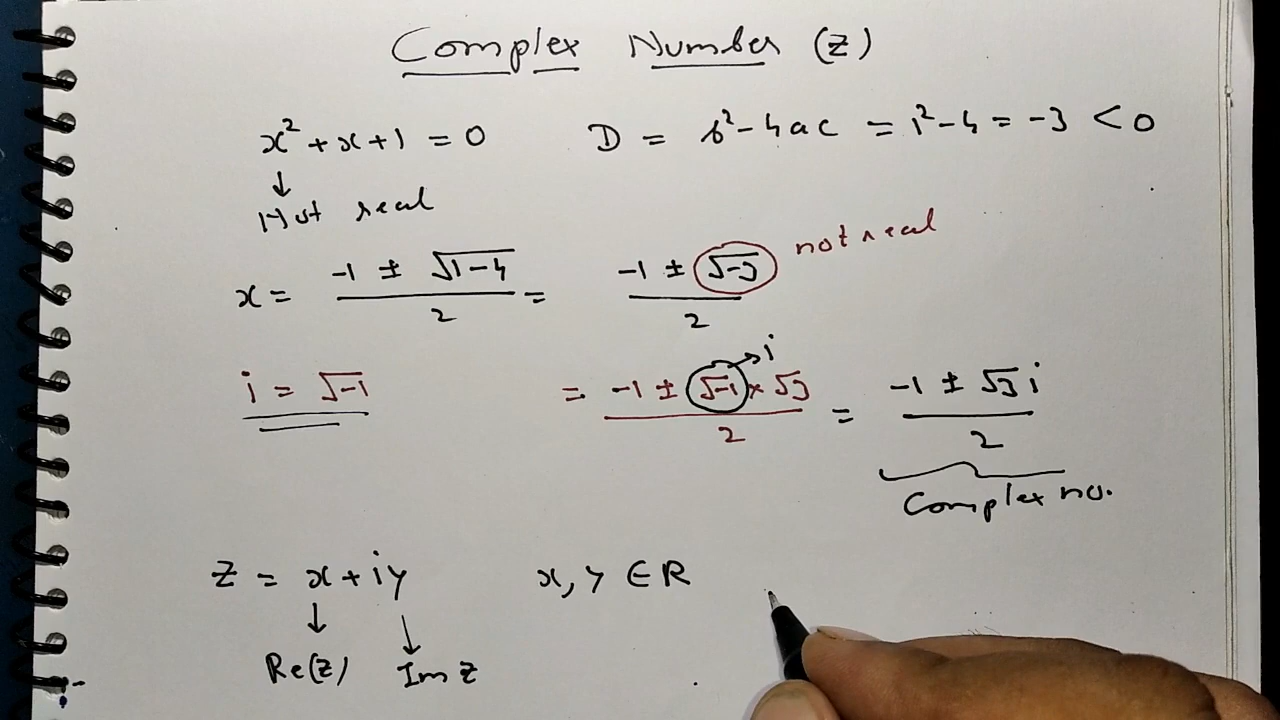 Complex Number (Z)
x² + x + 1 = 0 D = b² - 4ac = 1² - 4 = -3 < 0
↓
Not real
x = (-1 ± √(1-4))/2 = (-1 ± √-3)/2 not real
i = √-1 = (-1 ± √-1 × √3)/2 → i = (-1 ± √3 i)/2
Complex no.
Z = x + iy x, y ∈ R
↓ ↓
Re(Z) Im Z